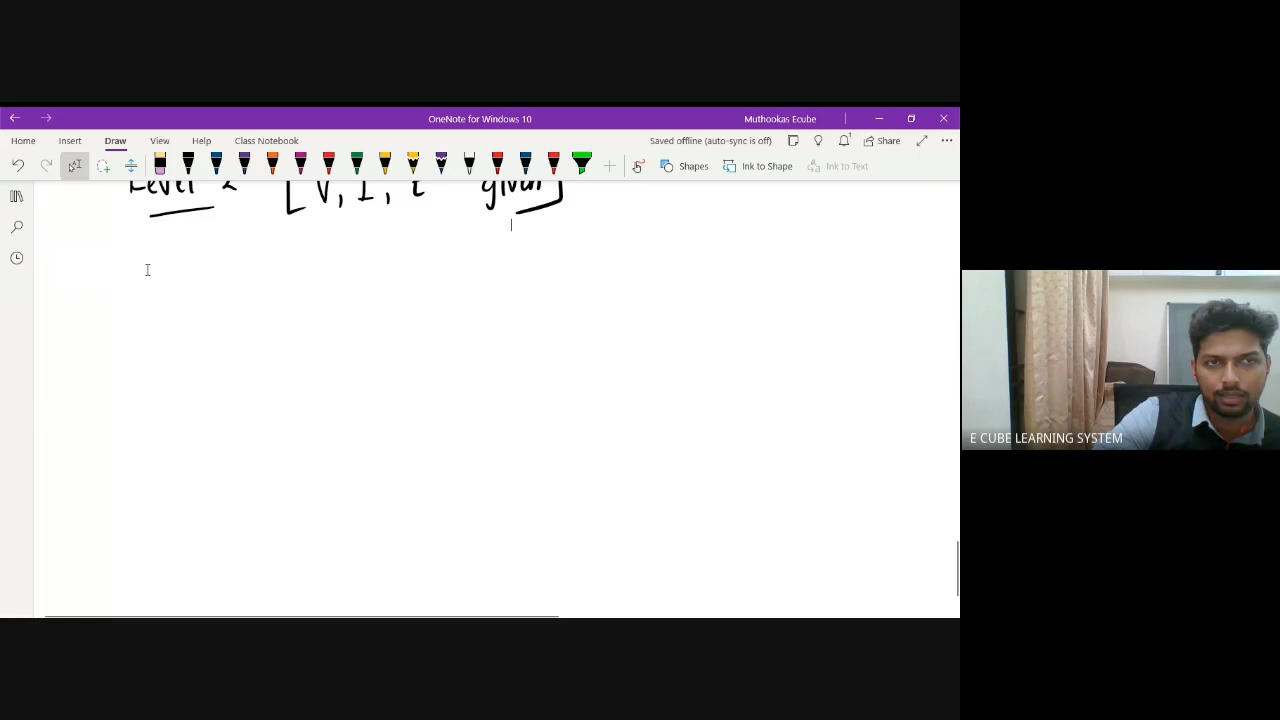 OneNote for Windows 10
Muthookas Ecube
Home Insert Draw View Help Class Notebook
Saved offline (auto-sync is off)
Share
Shapes
Ink to Shape
Ink to Text
Level 2 [V, I, t given]
E CUBE LEARNING SYSTEM